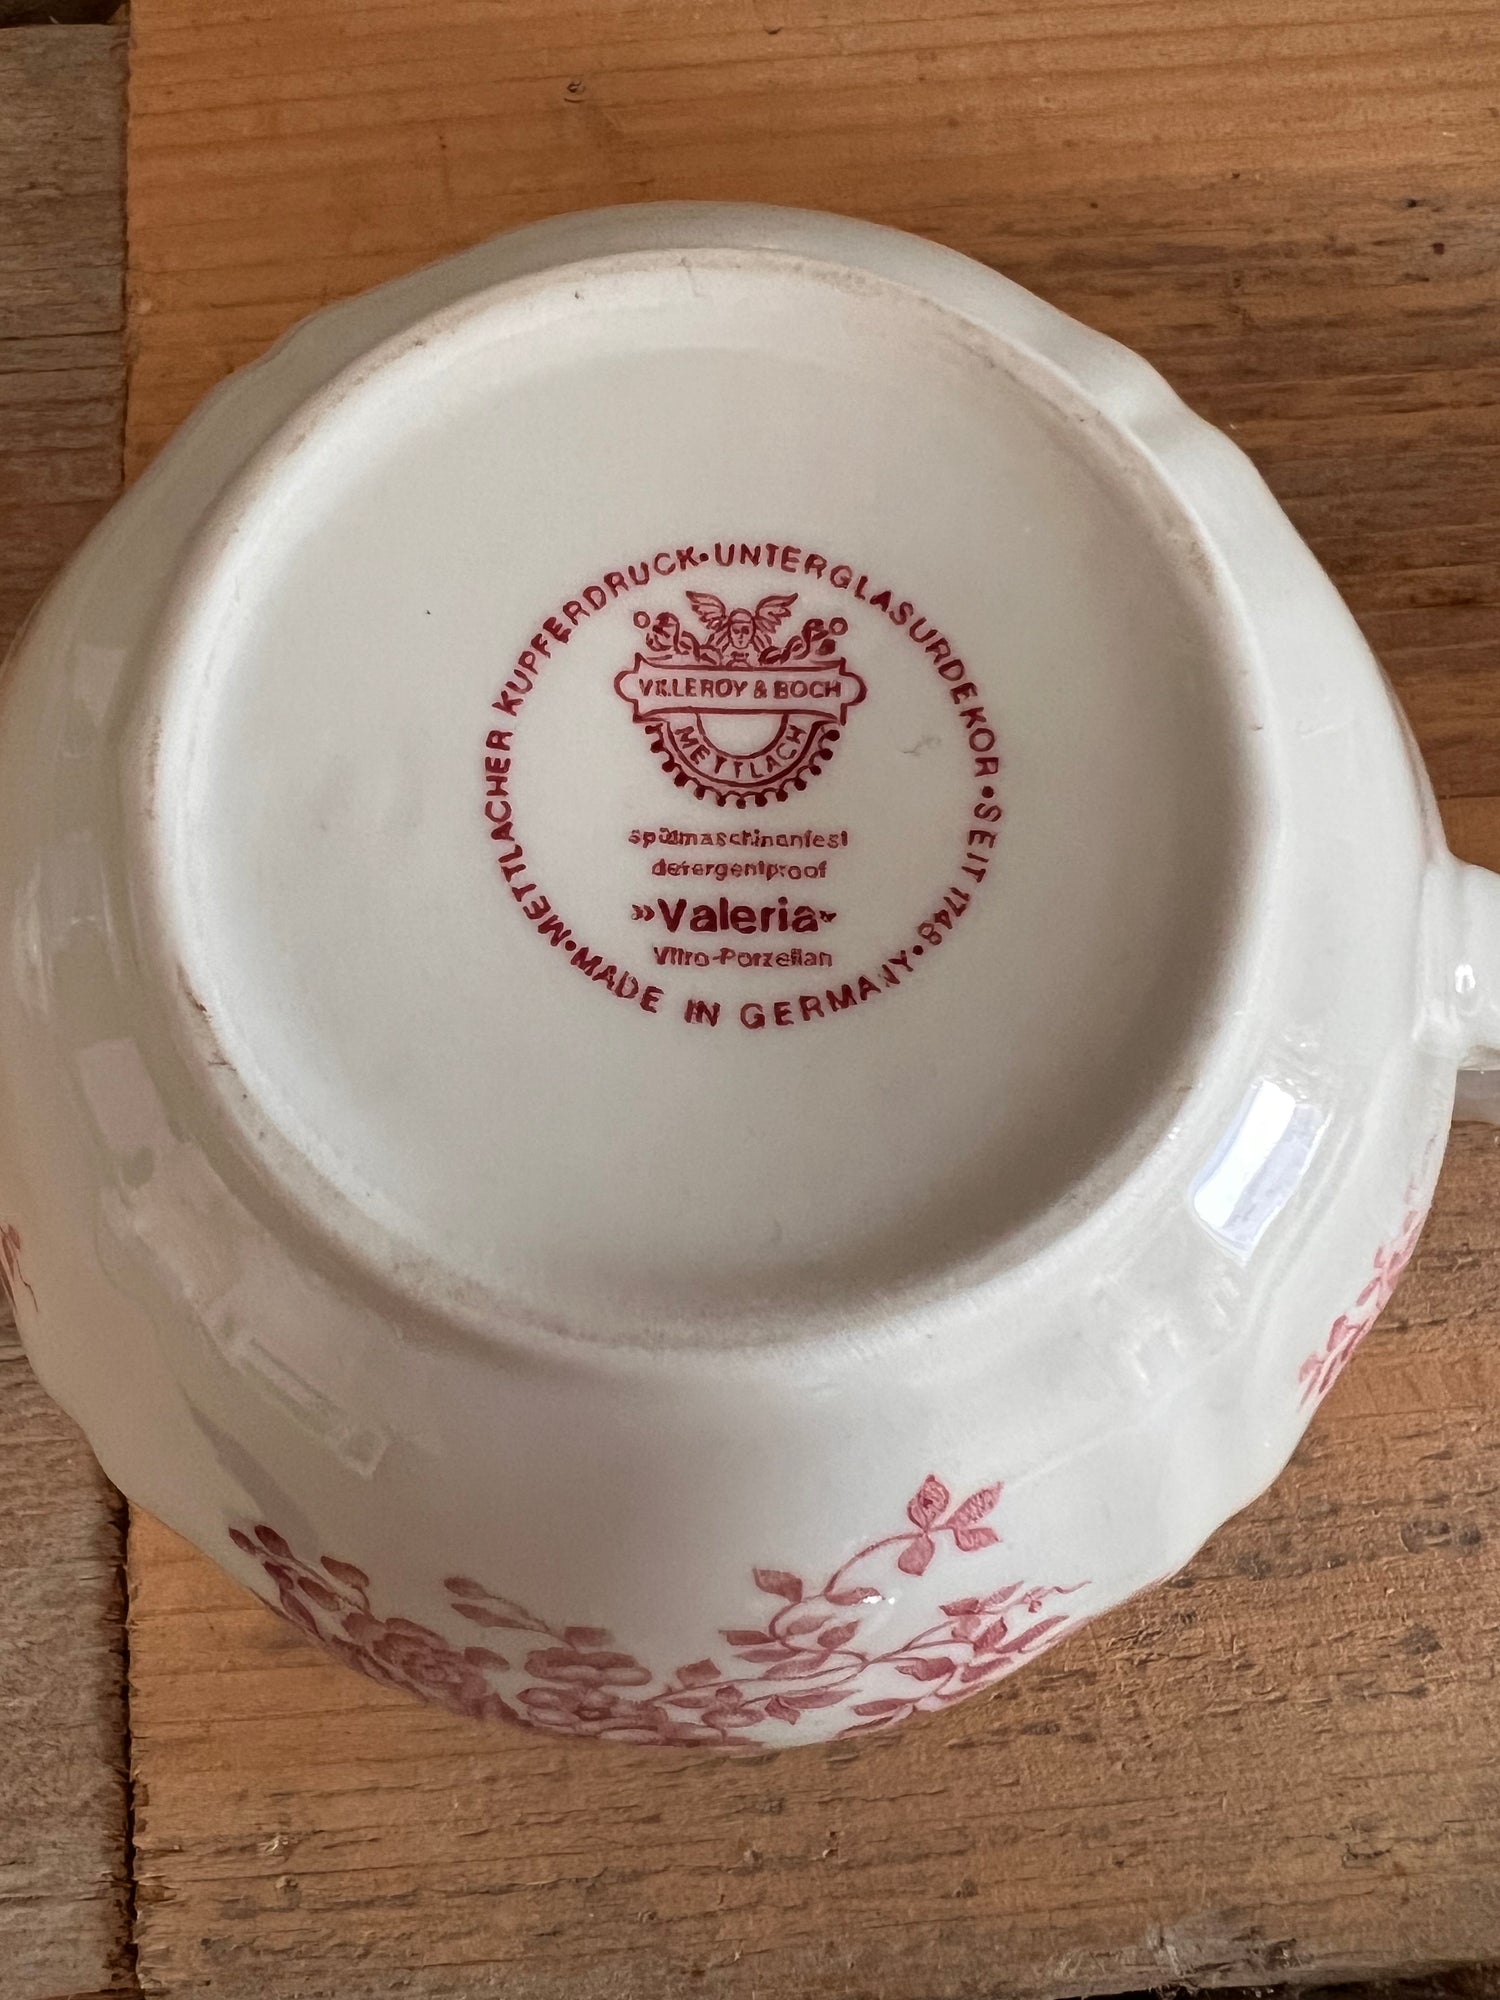 METTLACHER KUPFERDRUCK•UNTERGLASURDEKOR•SEIT 1748•
VILLEROY & BOCH
METTLACH
spülmaschinenfest
detergentproof
»Valeria«
Vitro-Porzellan
•MADE IN GERMANY•